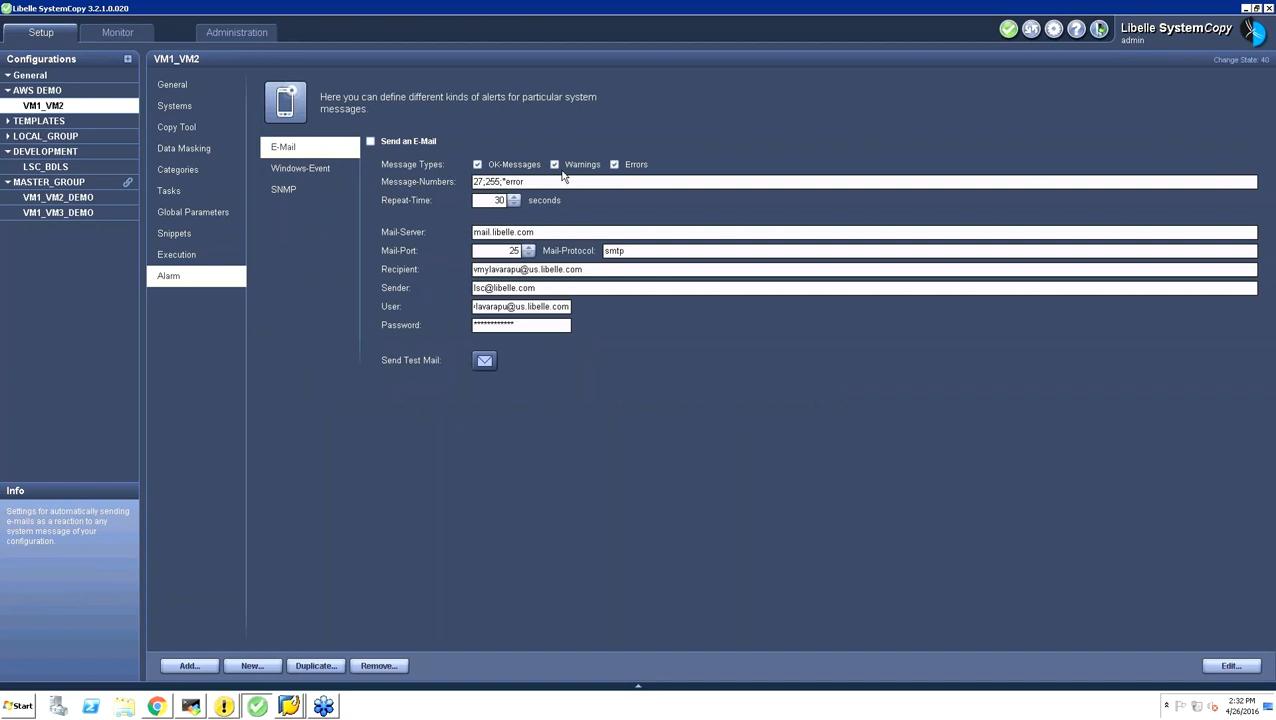 Libelle SystemCopy 3.2.1.0.020
Setup Monitor Administration
Libelle SystemCopy
admin
Configurations
General
AWS DEMO
VM1_VM2
TEMPLATES
LOCAL_GROUP
DEVELOPMENT
LSC_BDLS
MASTER_GROUP
VM1_VM2_DEMO
VM1_VM3_DEMO
Info
Settings for automatically sending
e-mails as a reaction to any
system message of your
configuration.
VM1_VM2
Change State: 40
General
Systems
Copy Tool
Data Masking
Categories
Tasks
Global Parameters
Snippets
Execution
Alarm
Here you can define different kinds of alerts for particular system
messages.
E-Mail
Windows-Event
SNMP
Send an E-Mail
Message Types: OK-Messages Warnings Errors
Message-Numbers: 27;255;*error
Repeat-Time: 30 seconds
Mail-Server: mail.libelle.com
Mail-Port: 25 Mail-Protocol: smtp
Recipient: vmylavarapu@us.libelle.com
Sender: lsc@libelle.com
User: lavarapu@us.libelle.com
Password: ************
Send Test Mail:
Add... New... Duplicate... Remove... Edit...
Start
2:32 PM
4/26/2016